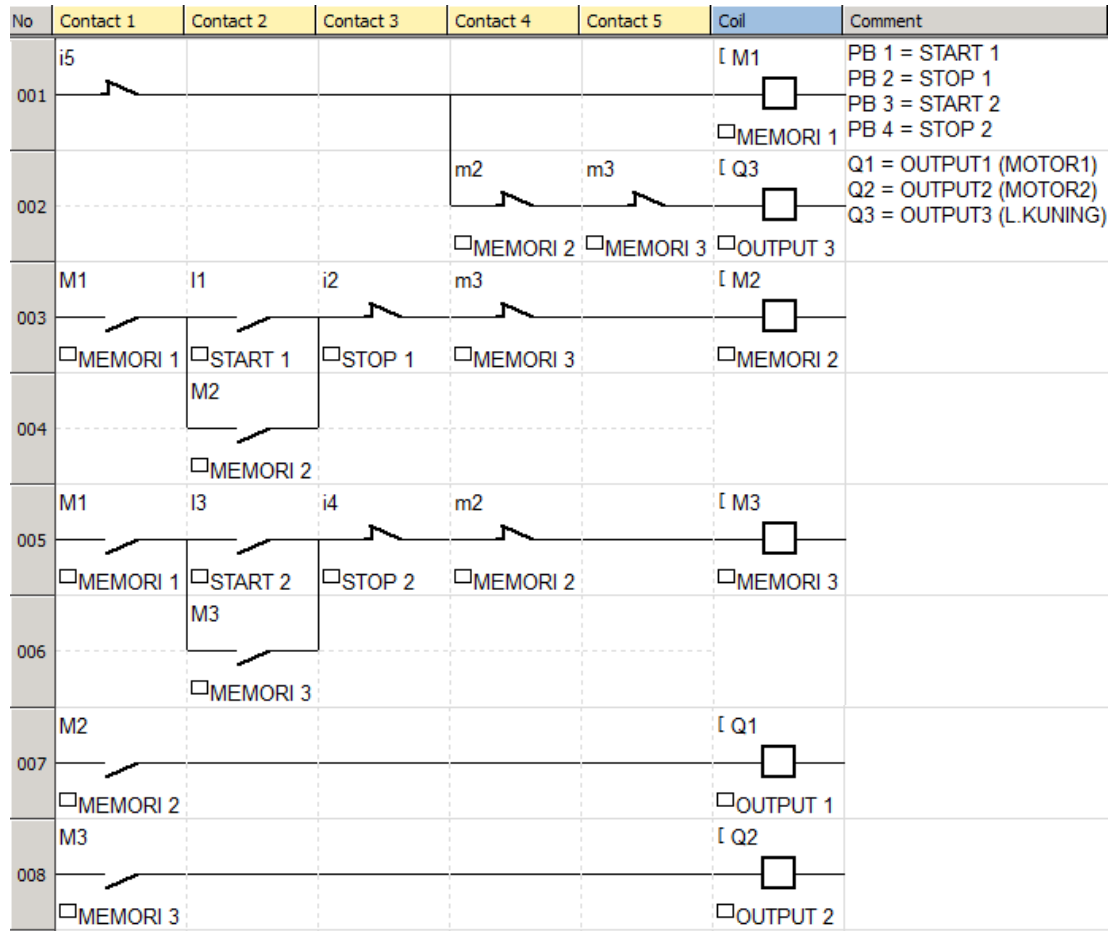 No Contact 1 Contact 2 Contact 3 Contact 4 Contact 5 Coil Comment
i5 [ M1 PB 1 = START 1
PB 2 = STOP 1
001 PB 3 = START 2
MEMORI 1 PB 4 = STOP 2
m2 m3 [ Q3 Q1 = OUTPUT1 (MOTOR1)
Q2 = OUTPUT2 (MOTOR2)
002 Q3 = OUTPUT3 (L.KUNING)
MEMORI 2 MEMORI 3 OUTPUT 3
M1 I1 i2 m3 [ M2
003
MEMORI 1 START 1 STOP 1 MEMORI 3 MEMORI 2
M2
004
MEMORI 2
M1 I3 i4 m2 [ M3
005
MEMORI 1 START 2 STOP 2 MEMORI 2 MEMORI 3
M3
006
MEMORI 3
M2 [ Q1
007
MEMORI 2 OUTPUT 1
M3 [ Q2
008
MEMORI 3 OUTPUT 2